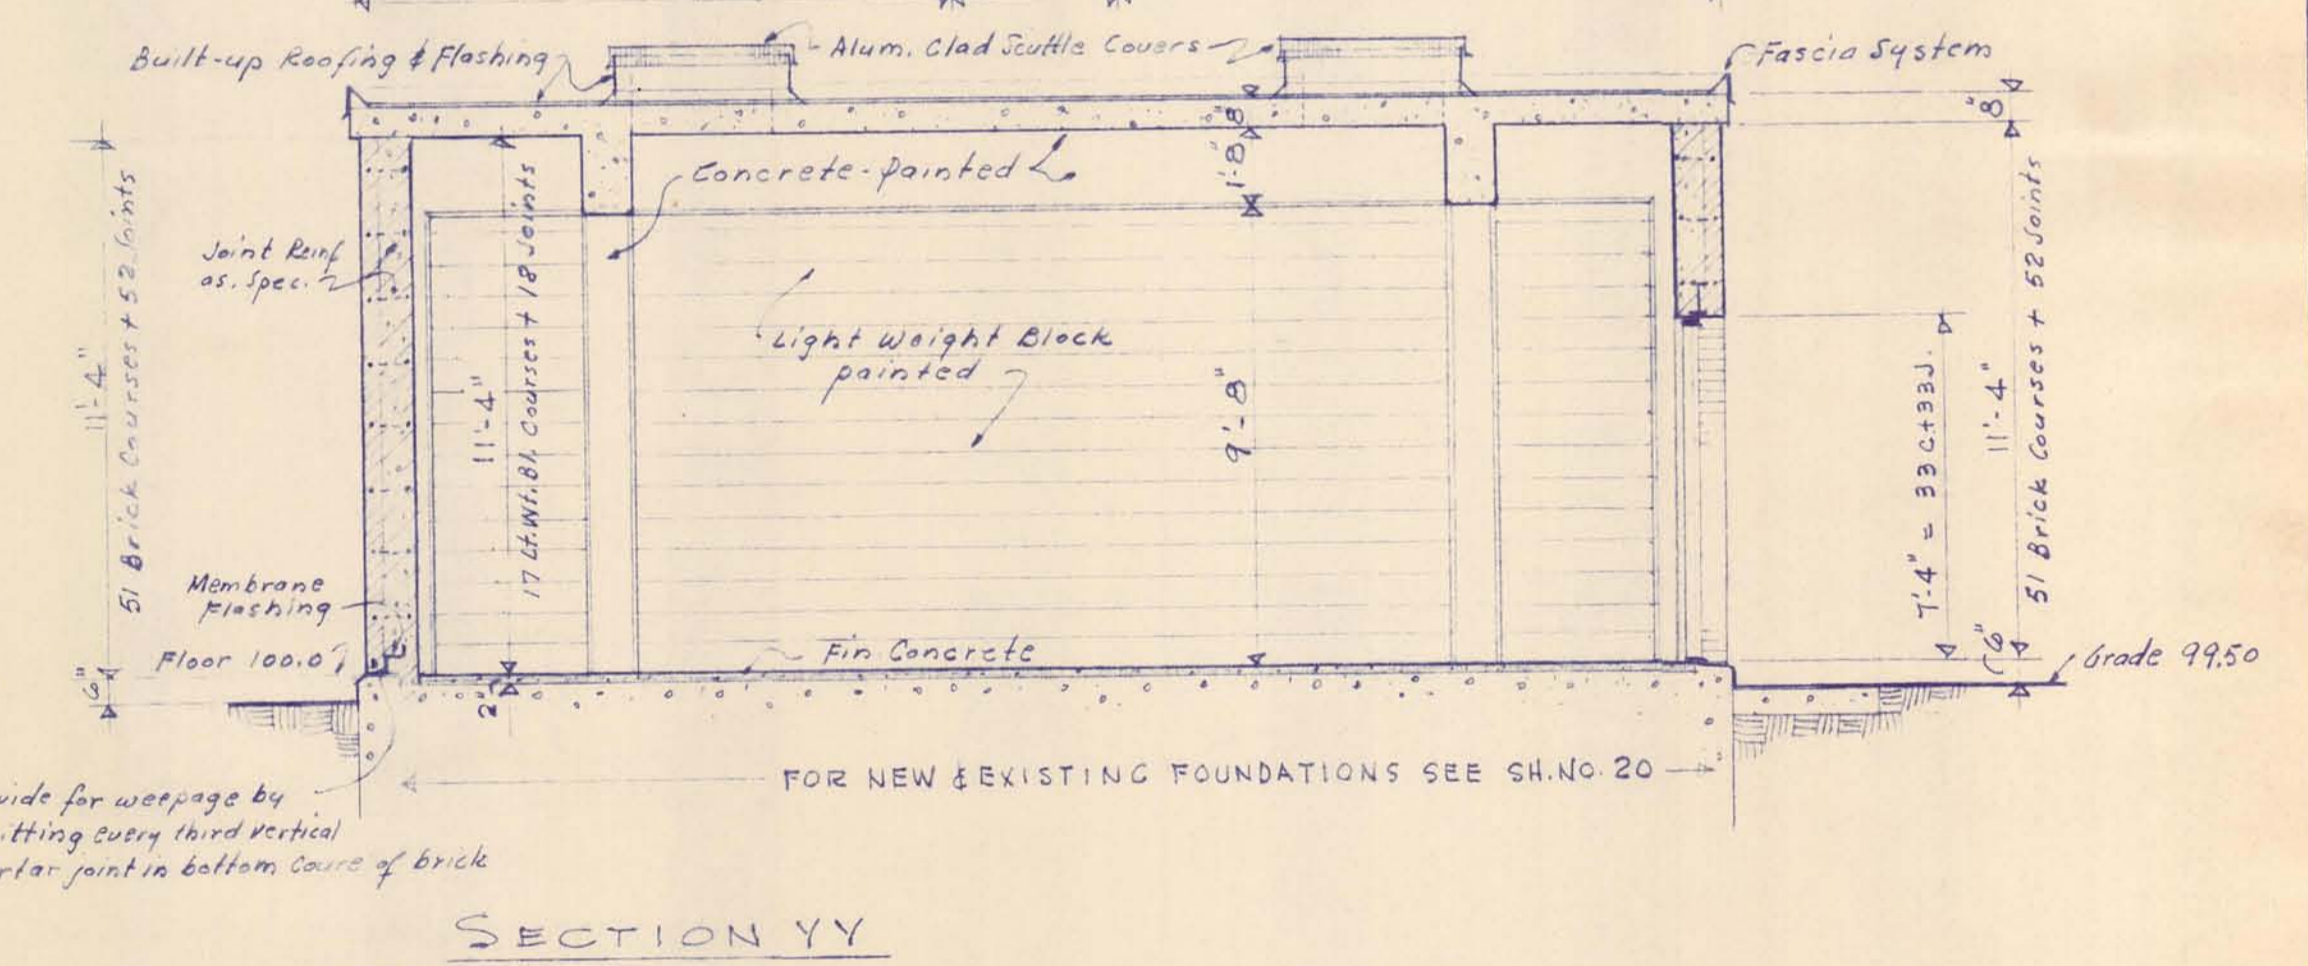 Built-up Roofing & Flashing
Alum. Clad Scuttle Covers
Fascia System
8"
8"
1'-8"
Concrete-painted
Joint Reinf
as. Spec.
11'-4"
51 Brick Courses + 52 Joints
11'-4"
17 Lt.Wt.Bl. Courses + 18 Joints
Light Weight Block
painted
9'-8"
7'-4" = 33 C.+33J.
11'-4"
51 Brick Courses + 52 Joints
Membrane
Flashing
Floor 100.0
Fin Concrete
6"
2"
6"
Grade 99.50
FOR NEW & EXISTING FOUNDATIONS SEE SH.NO. 20
vide for weepage by
itting every third vertical
rtar joint in bottom Coure of brick
SECTION YY